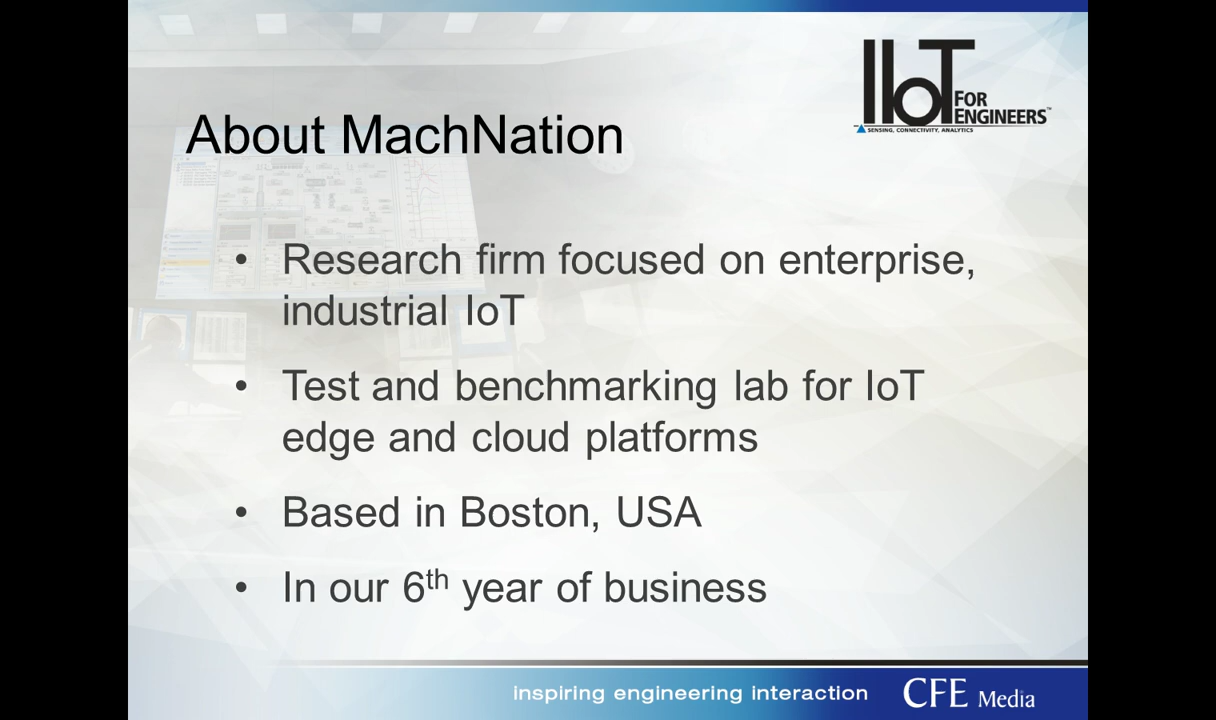 IIoT FOR ENGINEERS™
SENSING, CONNECTIVITY, ANALYTICS
About MachNation
• Research firm focused on enterprise,
industrial IoT
• Test and benchmarking lab for IoT
edge and cloud platforms
• Based in Boston, USA
• In our 6th year of business
inspiring engineering interaction
CFE Media